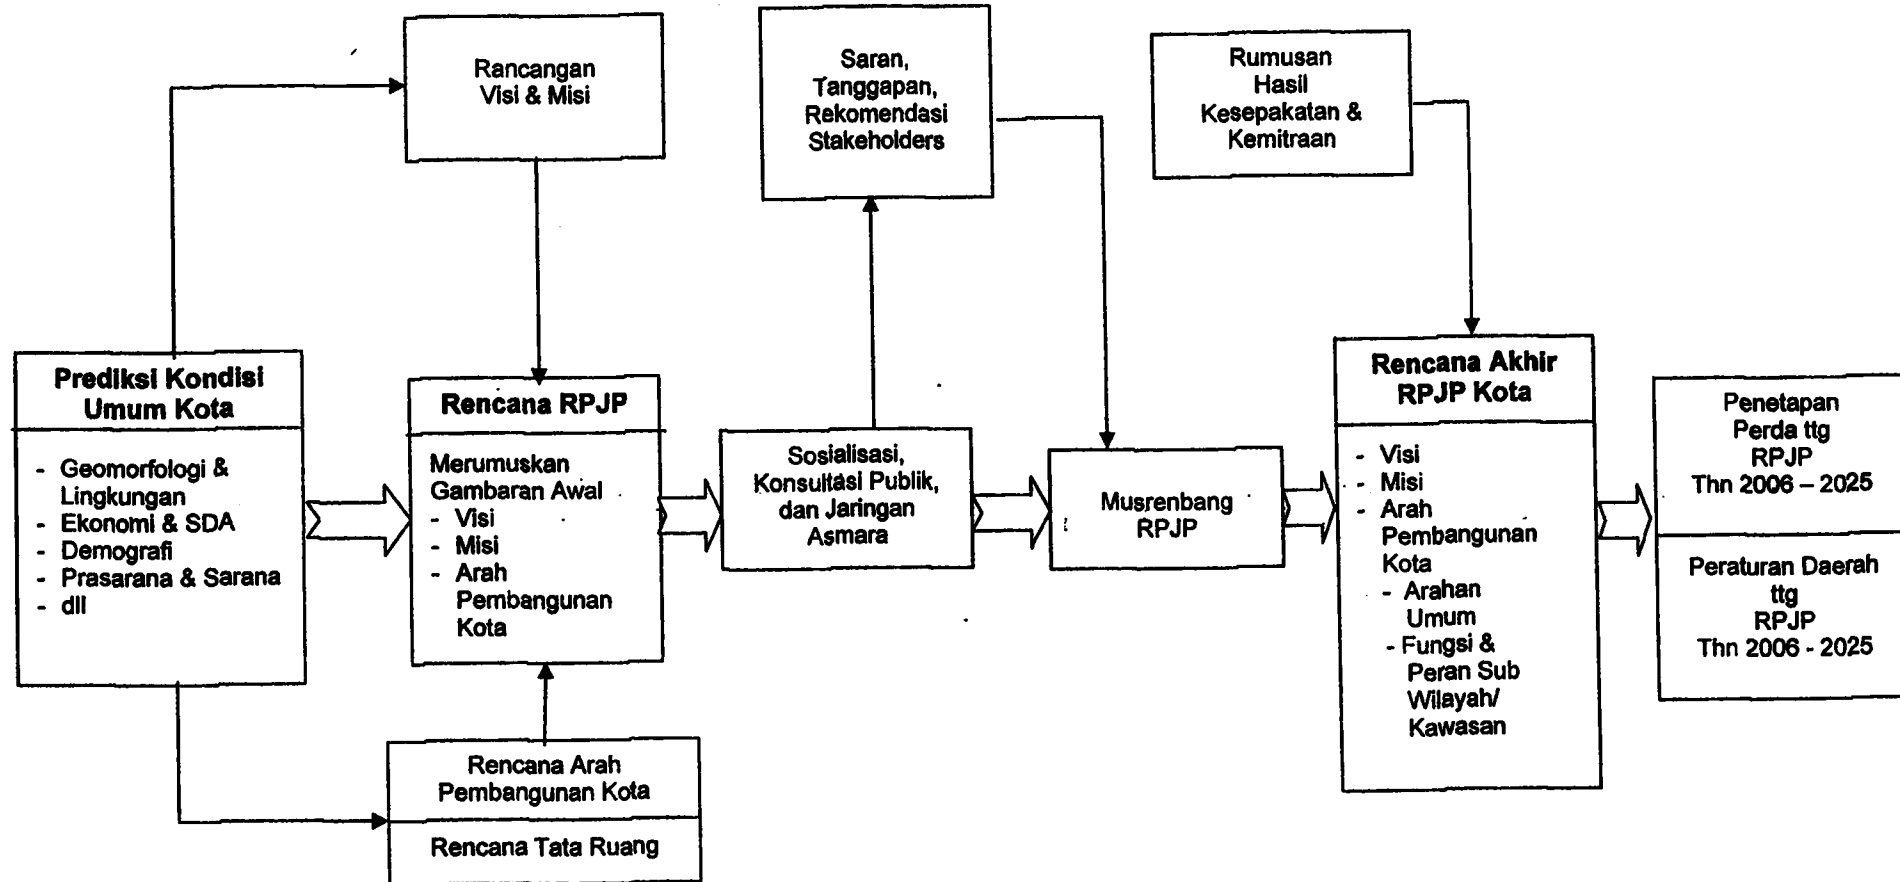 Rancangan
Visi & Misi
Saran,
Tanggapan,
Rekomendasi
Stakeholders
Rumusan
Hasil
Kesepakatan &
Kemitraan
Prediksi Kondisi
Umum Kota
- Geomorfologi &
Lingkungan
- Ekonomi & SDA
- Demografi
- Prasarana & Sarana
- dll
Rencana RPJP
Merumuskan
Gambaran Awal
- Visi
- Misi
- Arah
Pembangunan
Kota
Rencana Arah
Pembangunan Kota
Rencana Tata Ruang
Sosialisasi,
Konsultasi Publik,
dan Jaringan
Asmara
Musrenbang
RPJP
Rencana Akhir
RPJP Kota
- Visi
- Misi
- Arah
Pembangunan
Kota
- Arahan
Umum
- Fungsi &
Peran Sub
Wilayah/
Kawasan
Penetapan
Perda ttg
RPJP
Thn 2006 – 2025
Peraturan Daerah
ttg
RPJP
Thn 2006 - 2025